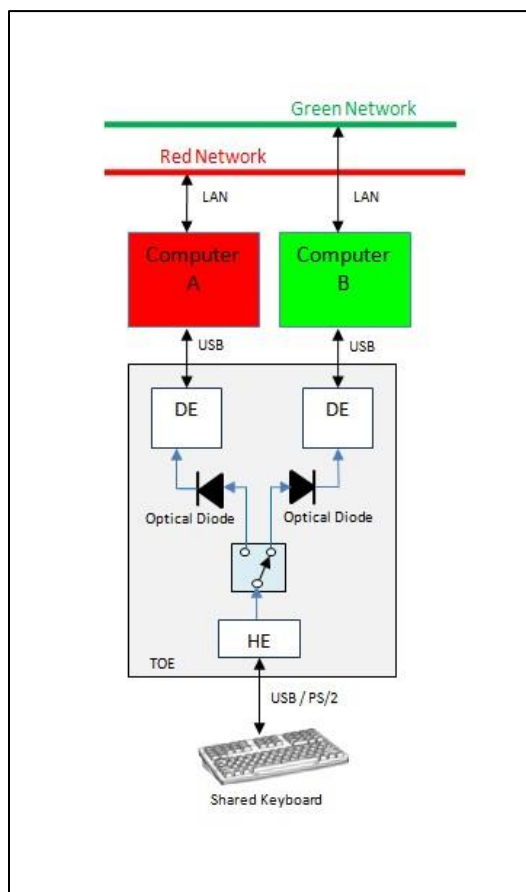 Green Network
Red Network
LAN
LAN
Computer
A
Computer
B
USB
USB
DE
DE
Optical Diode
Optical Diode
HE
TOE
USB / PS/2
Shared Keyboard